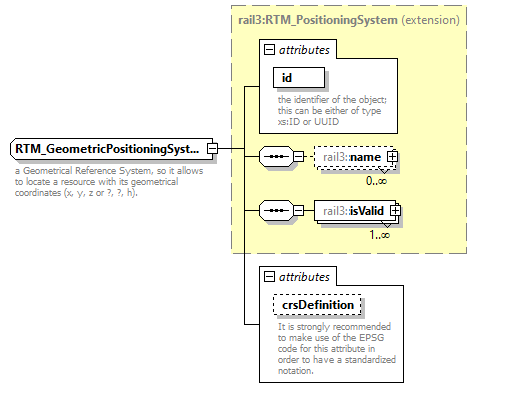 rail3:RTM_PositioningSystem (extension)
attributes
id
the identifier of the object;
this can be either of type
xs:ID or UUID
RTM_GeometricPositioningSyst...
a Geometrical Reference System, so it allows
to locate a resource with its geometrical
coordinates (x, y, z or ?, ?, h).
rail3:name
0..∞
rail3:isValid
1..∞
attributes
crsDefinition
It is strongly recommended
to make use of the EPSG
code for this attribute in
order to have a standardized
notation.